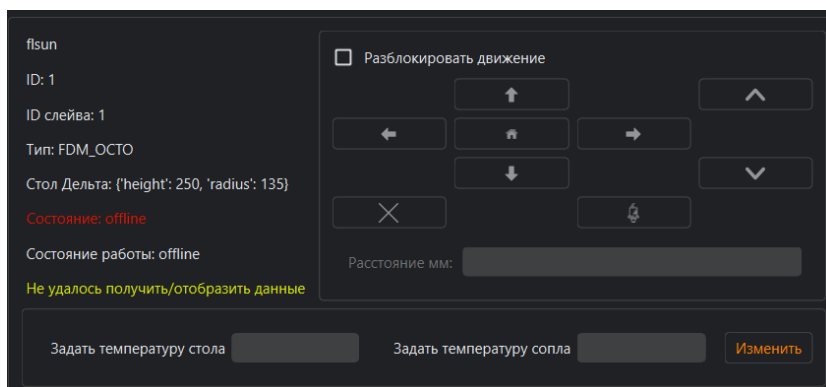 flsun
ID: 1
ID слейва: 1
Тип: FDM_OCTO
Стол Дельта: {'height': 250, 'radius': 135}
Состояние: offline
Состояние работы: offline
Не удалось получить/отобразить данные
Разблокировать движение
Расстояние мм:
Задать температуру стола
Задать температуру сопла
Изменить